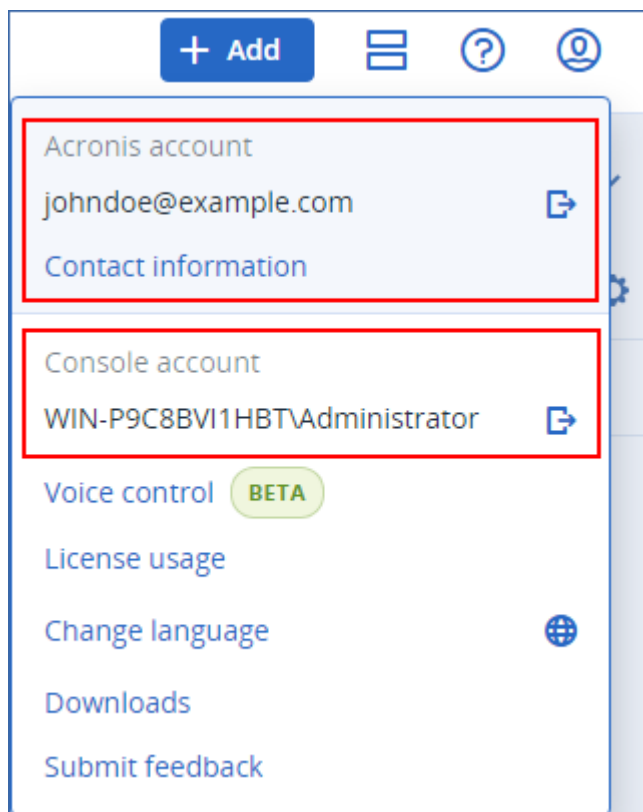 + Add
Acronis account
johndoe@example.com
Contact information
Console account
WIN-P9C8BVI1HBT\Administrator
Voice control BETA
License usage
Change language
Downloads
Submit feedback